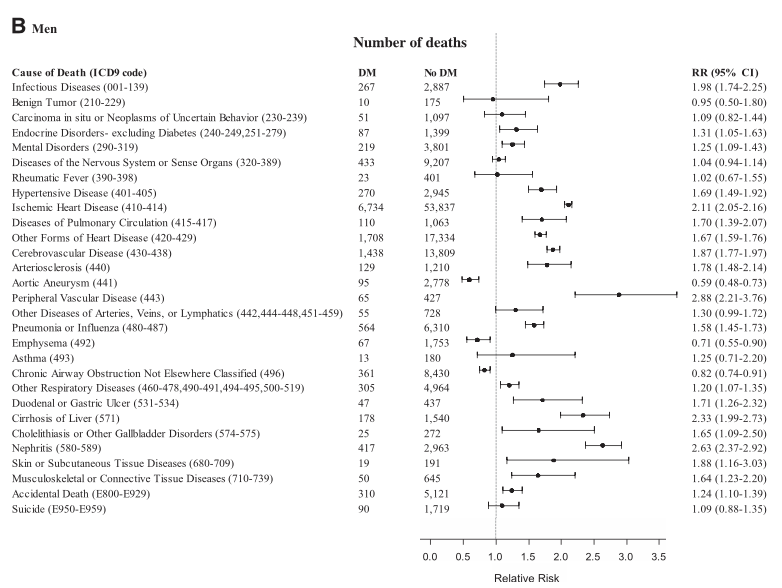 B Men
Number of deaths
Cause of Death (ICD9 code) DM No DM RR (95% CI)
Infectious Diseases (001-139) 267 2,887 1.98 (1.74-2.25)
Benign Tumor (210-229) 10 175 0.95 (0.50-1.80)
Carcinoma in situ or Neoplasms of Uncertain Behavior (230-239) 51 1,097 1.09 (0.82-1.44)
Endocrine Disorders- excluding Diabetes (240-249,251-279) 87 1,399 1.31 (1.05-1.63)
Mental Disorders (290-319) 219 3,801 1.25 (1.09-1.43)
Diseases of the Nervous System or Sense Organs (320-389) 433 9,207 1.04 (0.94-1.14)
Rheumatic Fever (390-398) 23 401 1.02 (0.67-1.55)
Hypertensive Disease (401-405) 270 2,945 1.69 (1.49-1.92)
Ischemic Heart Disease (410-414) 6,734 53,837 2.11 (2.05-2.16)
Diseases of Pulmonary Circulation (415-417) 110 1,063 1.70 (1.39-2.07)
Other Forms of Heart Disease (420-429) 1,708 17,334 1.67 (1.59-1.76)
Cerebrovascular Disease (430-438) 1,438 13,809 1.87 (1.77-1.97)
Arteriosclerosis (440) 129 1,210 1.78 (1.48-2.14)
Aortic Aneurysm (441) 95 2,778 0.59 (0.48-0.73)
Peripheral Vascular Disease (443) 65 427 2.88 (2.21-3.76)
Other Diseases of Arteries, Veins, or Lymphatics (442,444-448,451-459) 55 728 1.30 (0.99-1.72)
Pneumonia or Influenza (480-487) 564 6,310 1.58 (1.45-1.73)
Emphysema (492) 67 1,753 0.71 (0.55-0.90)
Asthma (493) 13 180 1.25 (0.71-2.20)
Chronic Airway Obstruction Not Elsewhere Classified (496) 361 8,430 0.82 (0.74-0.91)
Other Respiratory Diseases (460-478,490-491,494-495,500-519) 305 4,964 1.20 (1.07-1.35)
Duodenal or Gastric Ulcer (531-534) 47 437 1.71 (1.26-2.32)
Cirrhosis of Liver (571) 178 1,540 2.33 (1.99-2.73)
Cholelithiasis or Other Gallbladder Disorders (574-575) 25 272 1.65 (1.09-2.50)
Nephritis (580-589) 417 2,963 2.63 (2.37-2.92)
Skin or Subcutaneous Tissue Diseases (680-709) 19 191 1.88 (1.16-3.03)
Musculoskeletal or Connective Tissue Diseases (710-739) 50 645 1.64 (1.23-2.20)
Accidental Death (E800-E929) 310 5,121 1.24 (1.10-1.39)
Suicide (E950-E959) 90 1,719 1.09 (0.88-1.35)
0.0 0.5 1.0 1.5 2.0 2.5 3.0 3.5
Relative Risk